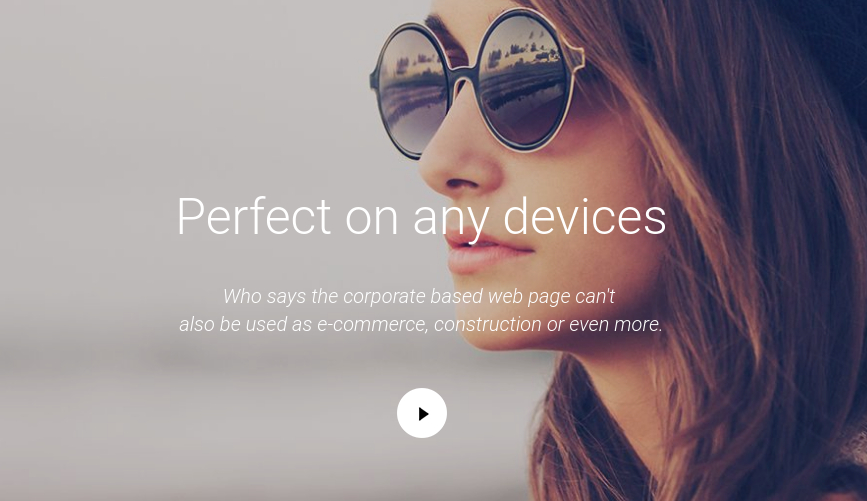 Perfect on any devices
Who says the corporate based web page can't
also be used as e-commerce, construction or even more.